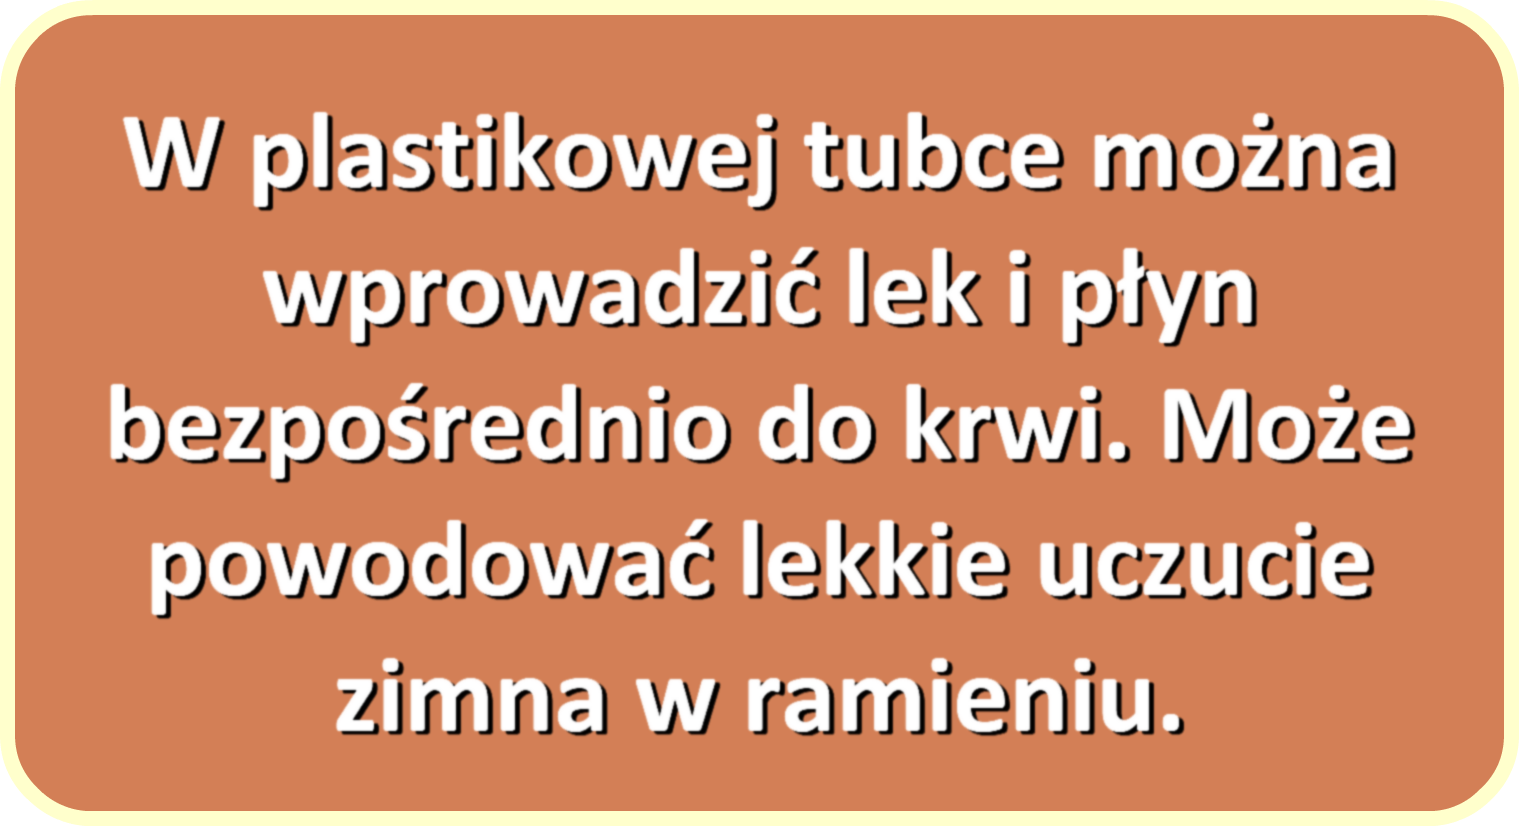 W plastikowej tubce można
wprowadzić lek i płyn
bezpośrednio do krwi. Może
powodować lekkie uczucie
zimna w ramieniu.